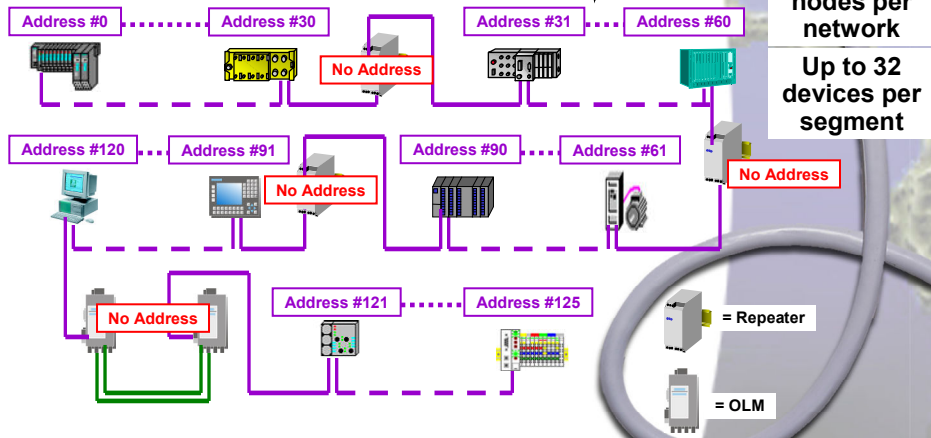 nodes per
network
Up to 32
devices per
segment
Address #0
Address #30
No Address
Address #31
Address #60
Address #120
Address #91
No Address
Address #90
Address #61
No Address
No Address
Address #121
Address #125
= Repeater
= OLM